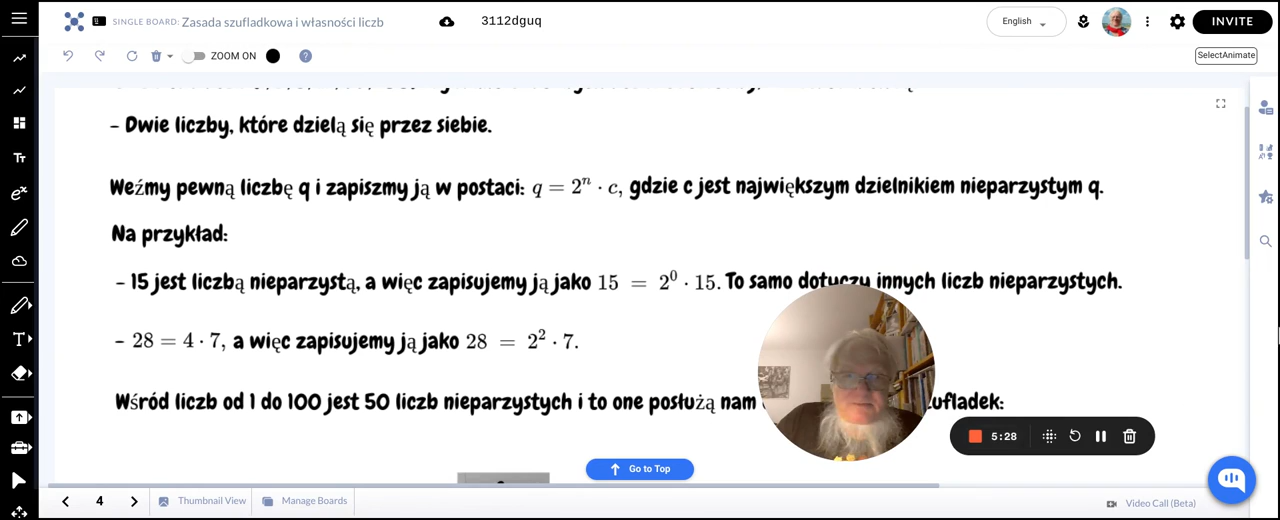 SINGLE BOARD: Zasada szufladkowa i własności liczb
3112dguq
English
INVITE
ZOOM ON
SelectAnimate
– Dwie liczby, które dzielą się przez siebie.
Weźmy pewną liczbę q i zapiszmy ją w postaci: q = 2ⁿ · c, gdzie c jest największym dzielnikiem nieparzystym q.
Na przykład:
– 15 jest liczbą nieparzystą, a więc zapisujemy ją jako 15 = 2⁰ · 15. To samo dotyczy innych liczb nieparzystych.
– 28 = 4 · 7, a więc zapisujemy ją jako 28 = 2² · 7.
Wśród liczb od 1 do 100 jest 50 liczb nieparzystych i to one posłużą nam
5:28
Go to Top
4
Thumbnail View
Manage Boards
Video Call (Beta)